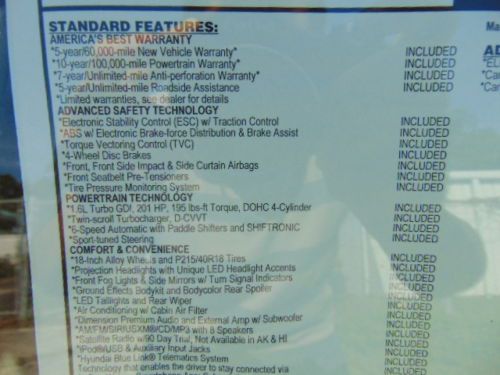 STANDARD FEATURES:
AMERICA'S BEST WARRANTY
*5-year/60,000-mile New Vehicle Warranty* INCLUDED
*10-year/100,000-mile Powertrain Warranty* INCLUDED
*7-year/Unlimited-mile Anti-perforation Warranty* INCLUDED
*5-year/Unlimited-mile Roadside Assistance INCLUDED
*Limited warranties, see dealer for details
ADVANCED SAFETY TECHNOLOGY
*Electronic Stability Control (ESC) w/ Traction Control INCLUDED
*ABS w/ Electronic Brake-force Distribution & Brake Assist INCLUDED
*Torque Vectoring Control (TVC) INCLUDED
*4-Wheel Disc Brakes INCLUDED
*Front, Front Side Impact & Side Curtain Airbags INCLUDED
*Front Seatbelt Pre-Tensioners INCLUDED
*Tire Pressure Monitoring System INCLUDED
POWERTRAIN TECHNOLOGY
*1.6L Turbo GDI, 201 HP, 195 lbs-ft Torque, DOHC 4-Cylinder INCLUDED
*Twin-scroll Turbocharger, D-CVVT INCLUDED
*6-Speed Automatic with Paddle Shifters and SHIFTRONIC INCLUDED
*Sport-tuned Steering INCLUDED
COMFORT & CONVENIENCE
*18-Inch Alloy Wheels and P215/40R18 Tires INCLUDED
*Projection Headlights with Unique LED Headlight Accents INCLUDED
*Front Fog Lights & Side Mirrors w/ Turn Signal Indicators INCLUDED
*Ground Effects Bodykit and Bodycolor Rear Spoiler INCLUDED
*LED Taillights and Rear Wiper INCLUDED
*Air Conditioning w/ Cabin Air Filter INCLUDED
*Dimension Premium Audio and External Amp w/ Subwoofer INCLUDED
*AM/FM/SIRIUSXM®/CD/MP3 with 8 Speakers INCLUDED
*Satellite Radio w/90 Day Trial, Not Available in AK & HI INCLUDED
*iPod®/USB & Auxiliary Input Jacks INCLUDED
*Hyundai Blue Link® Telematics System INCLUDED
Technology that enables the driver to stay connected via
Ma
AD